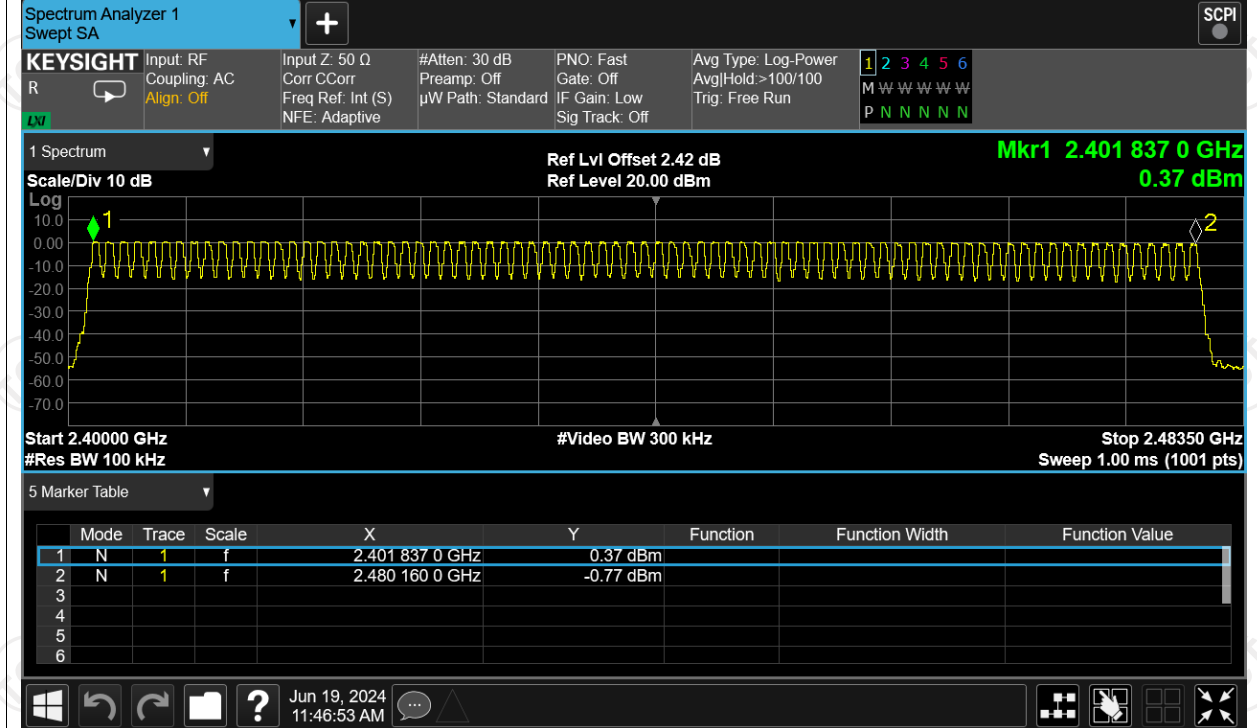 Spectrum Analyzer 1
Swept SA
+
SCPI
KEYSIGHT
R
LXI
Input: RF
Coupling: AC
Align: Off
Input Z: 50 Ω
Corr CCorr
Freq Ref: Int (S)
NFE: Adaptive
#Atten: 30 dB
Preamp: Off
µW Path: Standard
PNO: Fast
Gate: Off
IF Gain: Low
Sig Track: Off
Avg Type: Log-Power
Avg|Hold:>100/100
Trig: Free Run
1 2 3 4 5 6
M W W W W W
P N N N N N
1 Spectrum
Scale/Div 10 dB
Ref Lvl Offset 2.42 dB
Ref Level 20.00 dBm
Mkr1 2.401 837 0 GHz
0.37 dBm
Log
10.0
0.00
-10.0
-20.0
-30.0
-40.0
-50.0
-60.0
-70.0
1
2
Start 2.40000 GHz
#Video BW 300 kHz
Stop 2.48350 GHz
#Res BW 100 kHz
Sweep 1.00 ms (1001 pts)
5 Marker Table
Mode Trace Scale X Y Function Function Width Function Value
1 N 1 f 2.401 837 0 GHz 0.37 dBm
2 N 1 f 2.480 160 0 GHz -0.77 dBm
3
4
5
6
?
Jun 19, 2024
11:46:53 AM